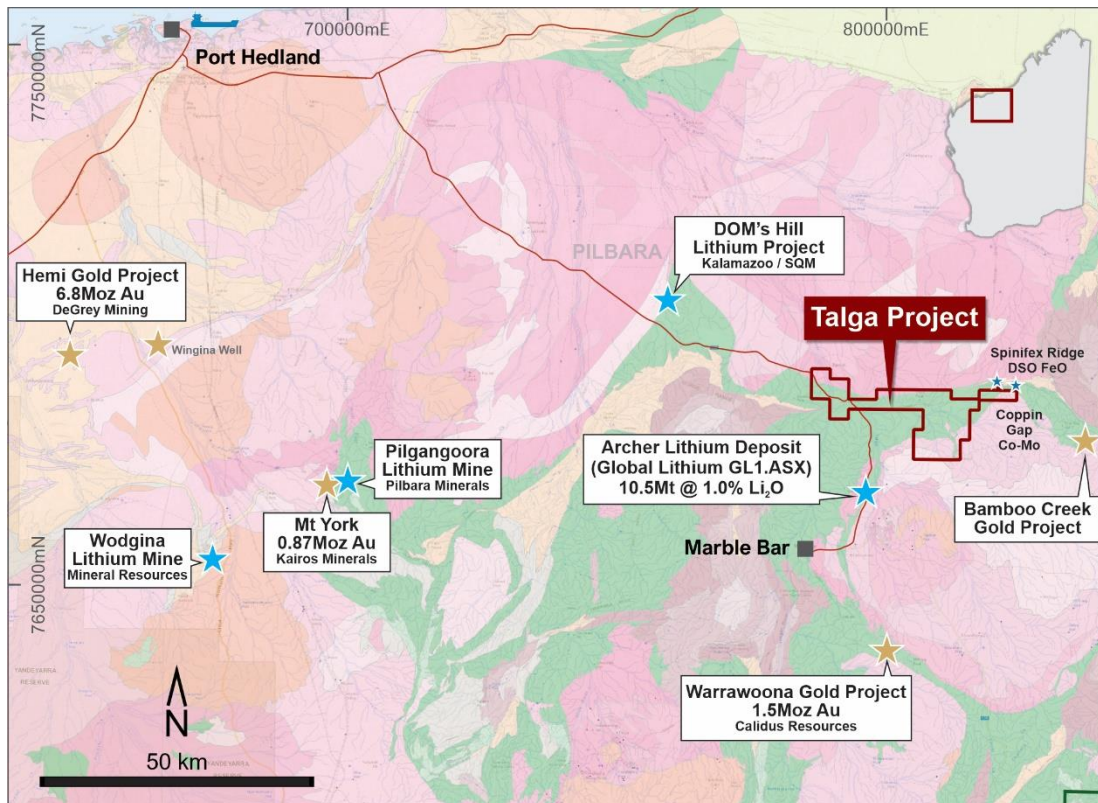 700000mE
800000mE
7750000mN
Port Hedland
PILBARA
DOM's Hill
Lithium Project
Kalamazoo / SQM
Hemi Gold Project
6.8Moz Au
DeGrey Mining
Wingina Well
Talga Project
Spinifex Ridge
DSO FeO
Coppin
Gap
Co-Mo
Archer Lithium Deposit
(Global Lithium GL1.ASX)
10.5Mt @ 1.0% Li₂O
Pilgangoora
Lithium Mine
Pilbara Minerals
Bamboo Creek
Gold Project
Mt York
0.87Moz Au
Kairos Minerals
Wodgina
Lithium Mine
Mineral Resources
Marble Bar
7650000mN
Warrawoona Gold Project
1.5Moz Au
Calidus Resources
YANDEYARRA
RESERVE
N
50 km
YANDEYARRA
RESERVE